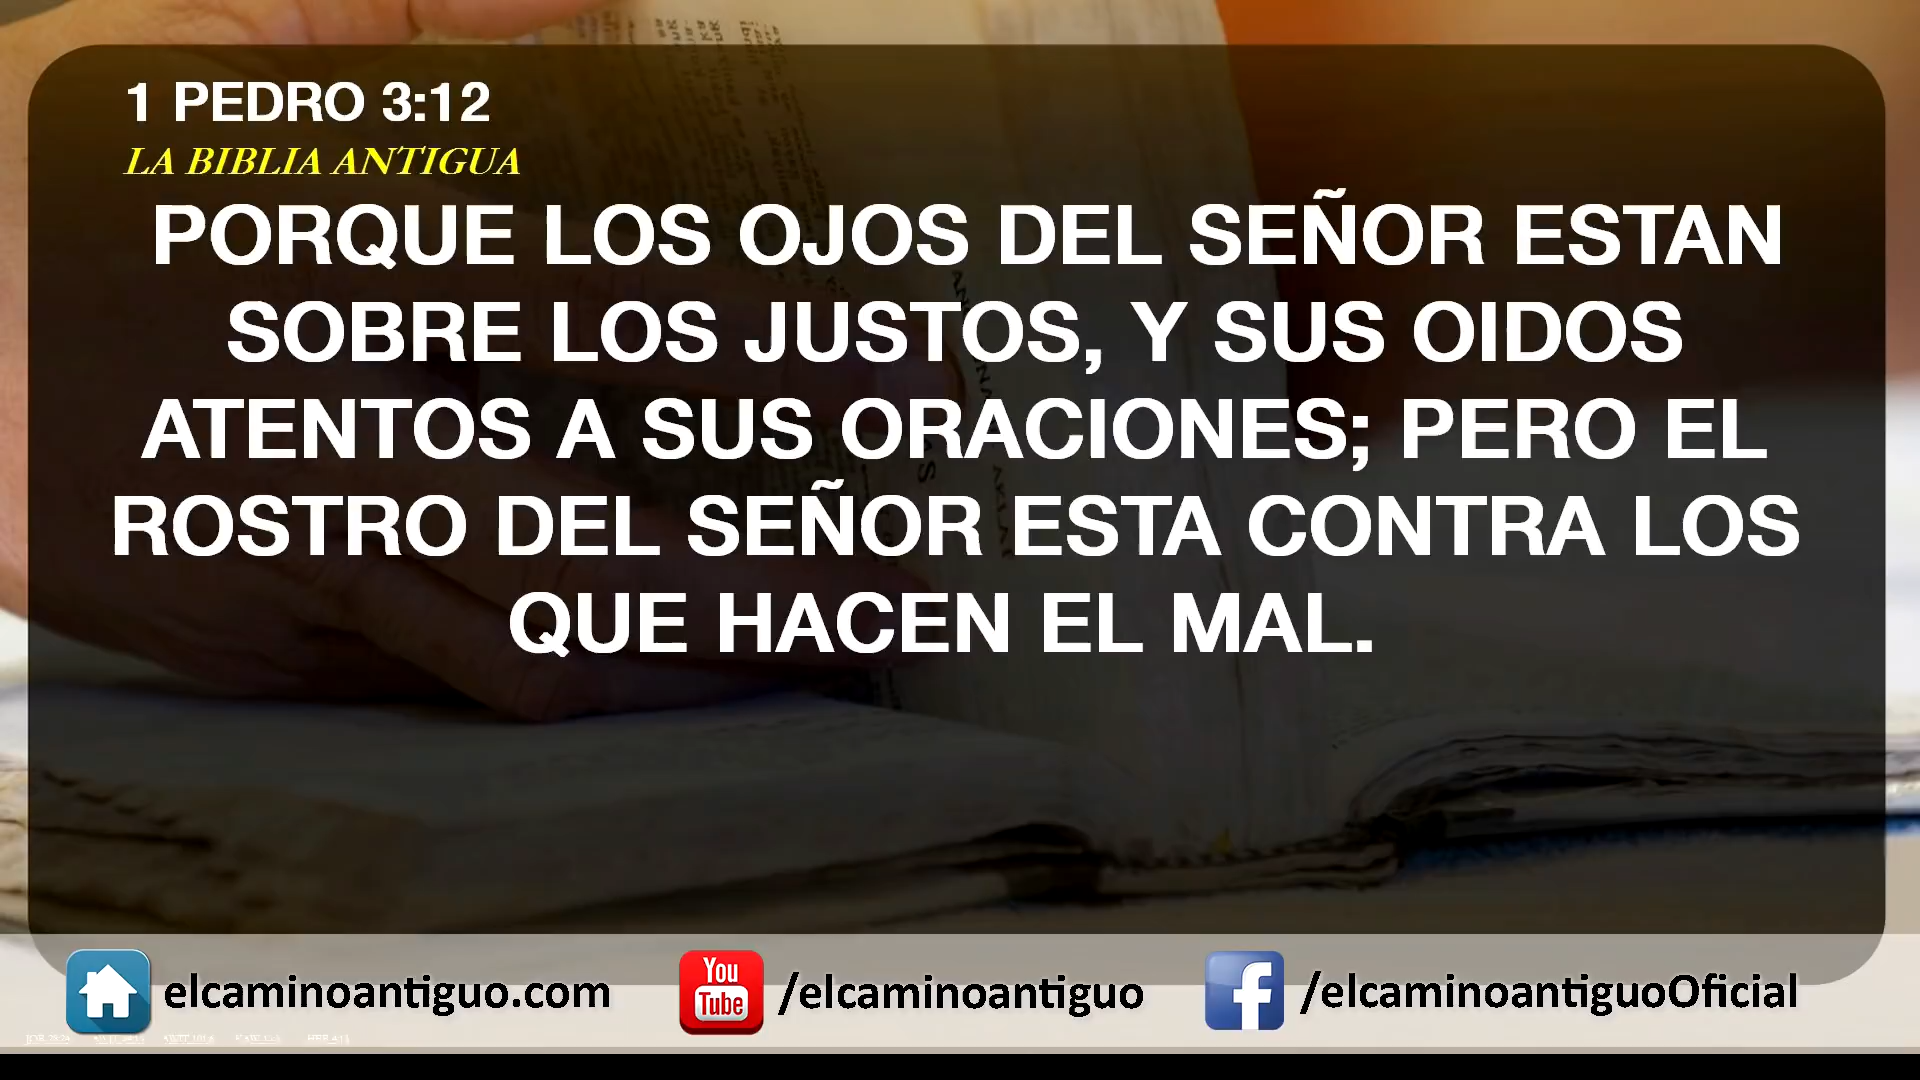 1 PEDRO 3:12
LA BIBLIA ANTIGUA
PORQUE LOS OJOS DEL SEÑOR ESTAN
SOBRE LOS JUSTOS, Y SUS OIDOS
ATENTOS A SUS ORACIONES; PERO EL
ROSTRO DEL SEÑOR ESTA CONTRA LOS
QUE HACEN EL MAL.
elcaminoantiguo.com
You Tube /elcaminoantiguo
f /elcaminoantiguoOficial